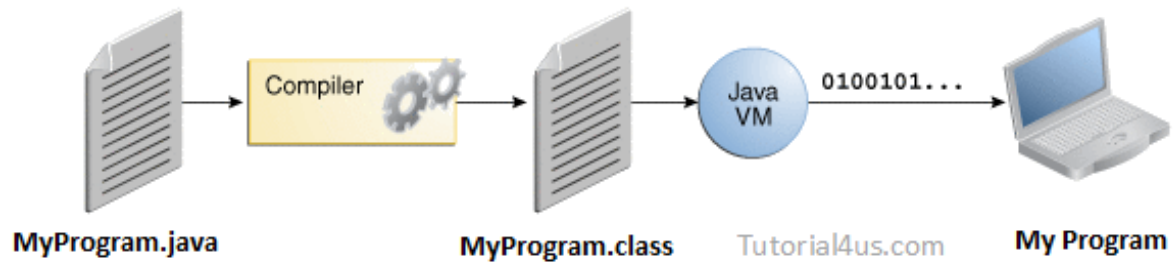 Compiler
Java
VM
0100101...
MyProgram.java
MyProgram.class
Tutorial4us.com
My Program